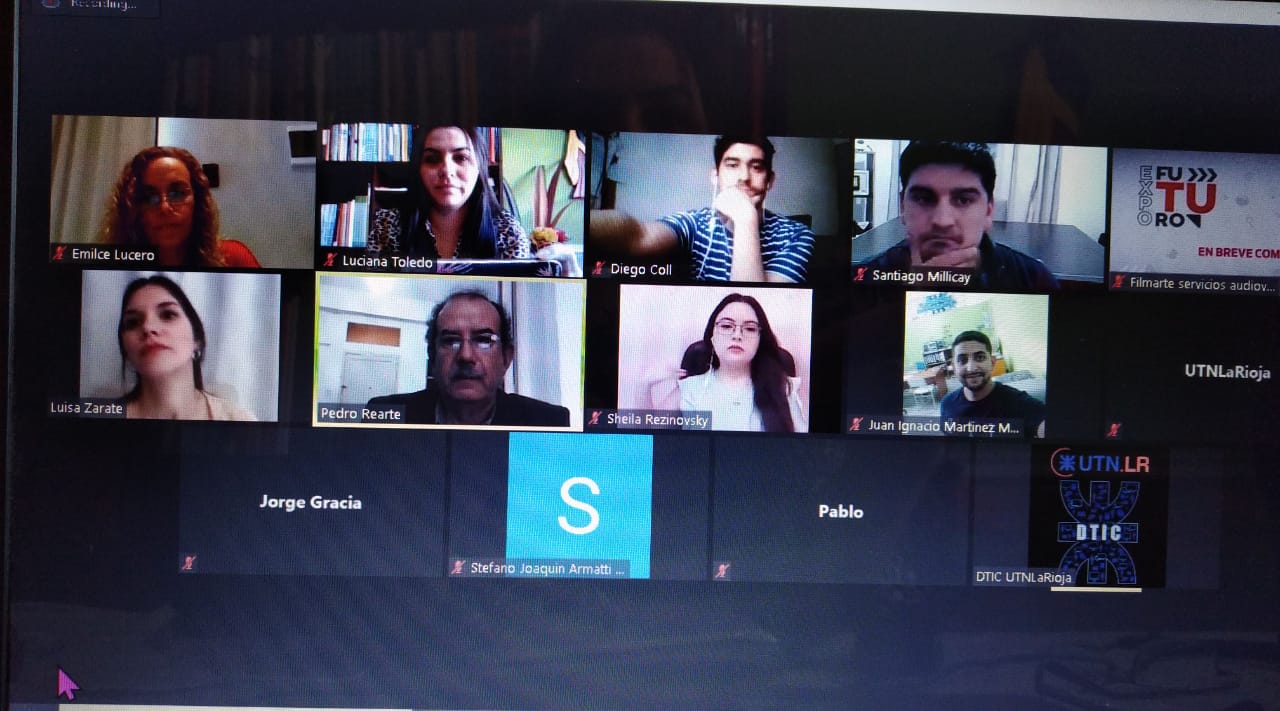 Recording...
Emilce Lucero
Luciana Toledo
Diego Coll
Santiago Millicay
EXPO
FU
TU
RO
EN BREVE COM
Filmarte servicios audiov...
Luisa Zarate
Pedro Rearte
Sheila Rezinovsky
Juan Ignacio Martinez M...
UTNLaRioja
Jorge Gracia
S
Stefano Joaquin Armatti ...
Pablo
UTN.LR
DTIC
DTIC UTNLaRioja